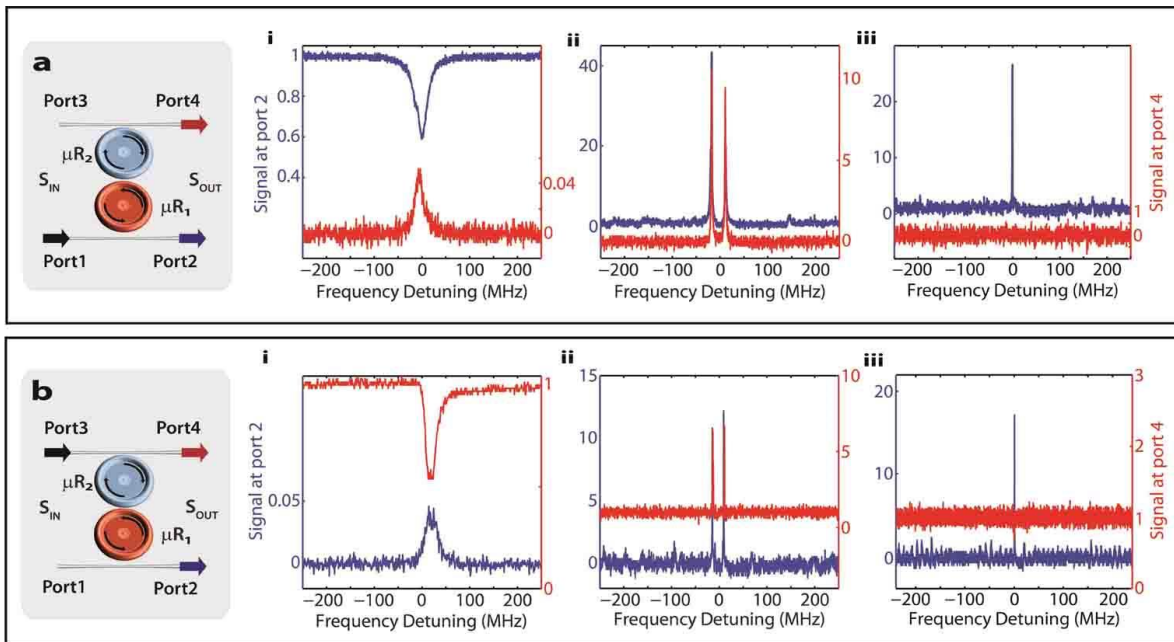 a
Port3 Port4
μR2
SIN SOUT
μR1
Port1 Port2
i
Signal at port 2
1
0.8
0.6
0.4
0.04
0
−200 −100 0 100 200
Frequency Detuning (MHz)
ii
40
20
0
10
5
0
−200 −100 0 100 200
Frequency Detuning (MHz)
iii
20
10
0
1
0
Signal at port 4
−200 −100 0 100 200
Frequency Detuning (MHz)
b
Port3 Port4
μR2
SIN SOUT
μR1
Port1 Port2
i
Signal at port 2
0.05
0
1
0
−200 −100 0 100 200
Frequency Detuning (MHz)
ii
15
10
5
0
10
5
0
−200 −100 0 100 200
Frequency Detuning (MHz)
iii
20
10
0
3
2
1
0
Signal at port 4
−200 −100 0 100 200
Frequency Detuning (MHz)